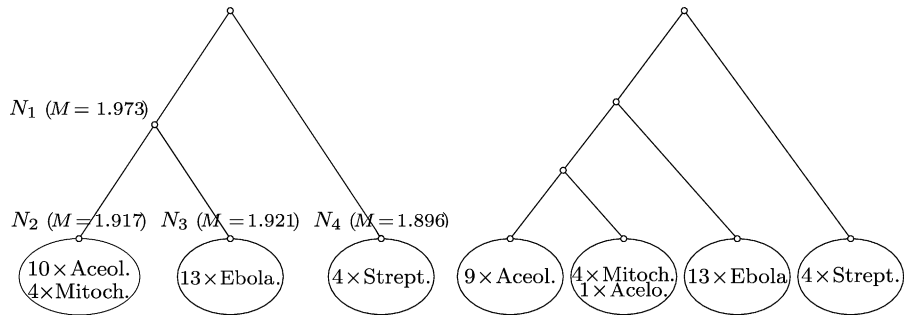 N₁ (M = 1.973)
N₂ (M = 1.917) N₃ (M = 1.921) N₄ (M = 1.896)
10×Aceol.
4×Mitoch.
13×Ebola.
4×Strept.
9×Aceol.
4×Mitoch.
1×Acelo.
13×Ebola
4×Strept.